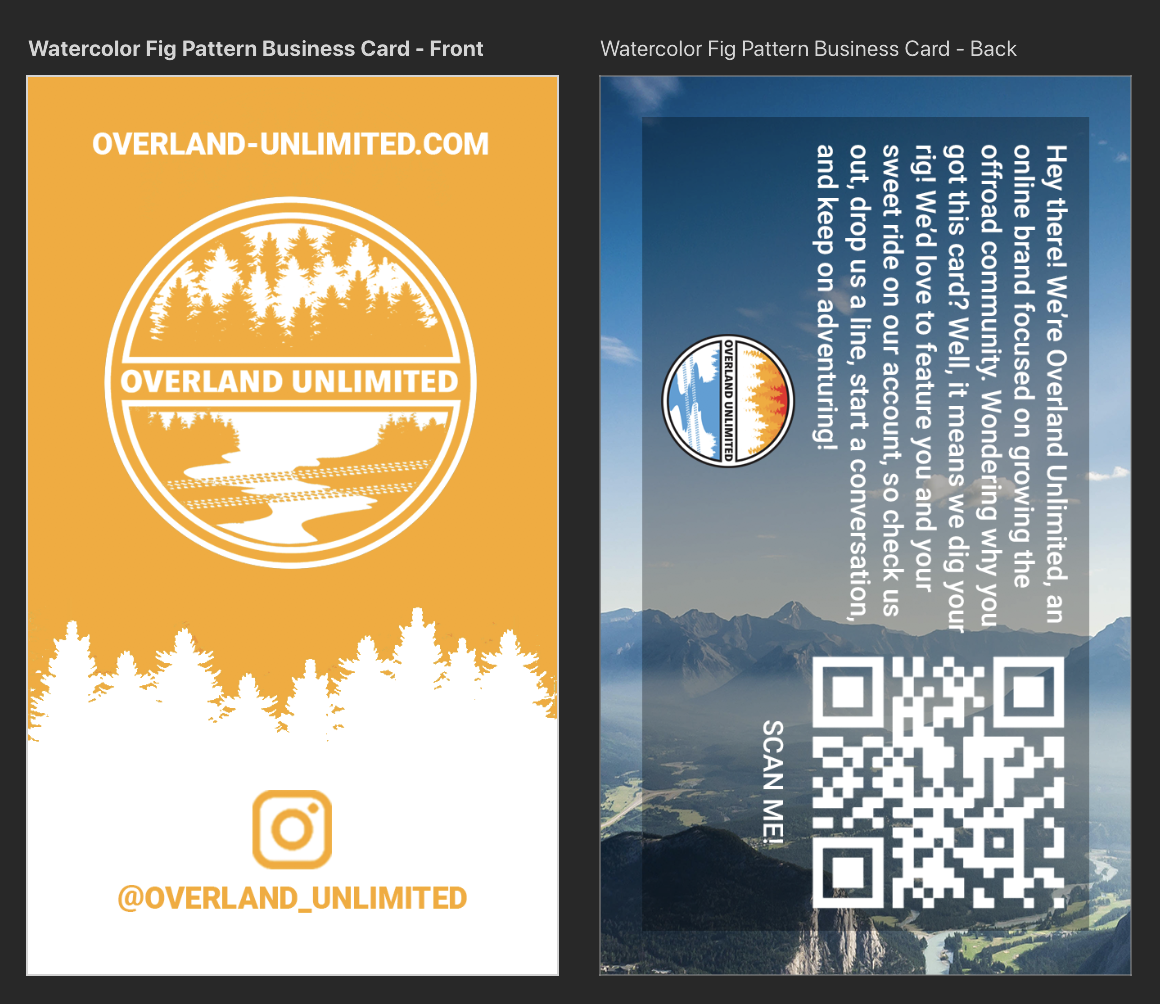 Watercolor Fig Pattern Business Card - Front
OVERLAND-UNLIMITED.COM
OVERLAND UNLIMITED
@OVERLAND_UNLIMITED
Watercolor Fig Pattern Business Card - Back
Hey there! We're Overland Unlimited, an
online brand focused on growing the
offroad community. Wondering why you
got this card? Well, it means we dig your
rig! We'd love to feature you and your
sweet ride on our account, so check us
out, drop us a line, start a conversation,
and keep on adventuring!
OVERLAND UNLIMITED
SCAN ME!